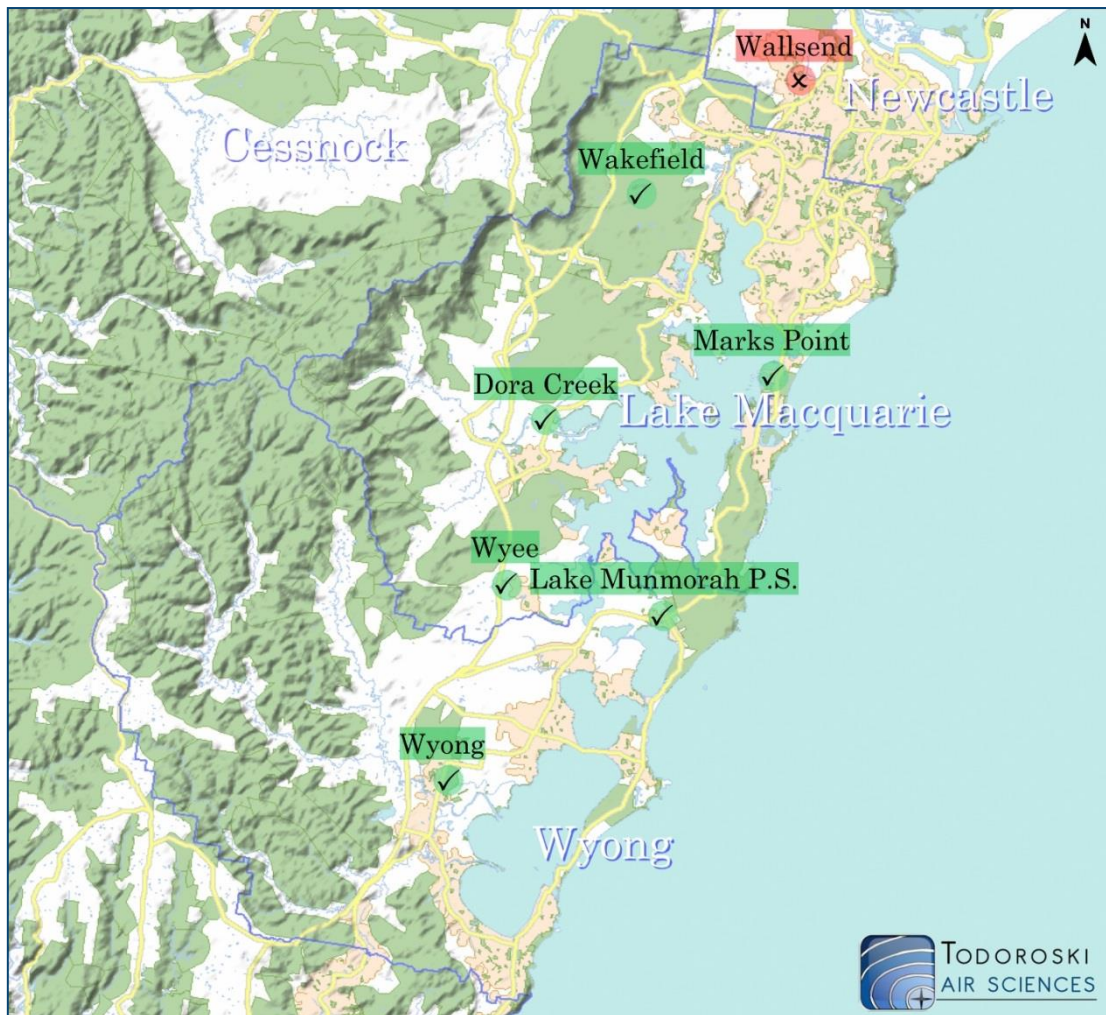 N
Wallsend
Newcastle
Cessnock
Wakefield
Marks Point
Dora Creek
Lake Macquarie
Wyee
Lake Munmorah P.S.
Wyong
Wyong
TODOROSKI
AIR SCIENCES